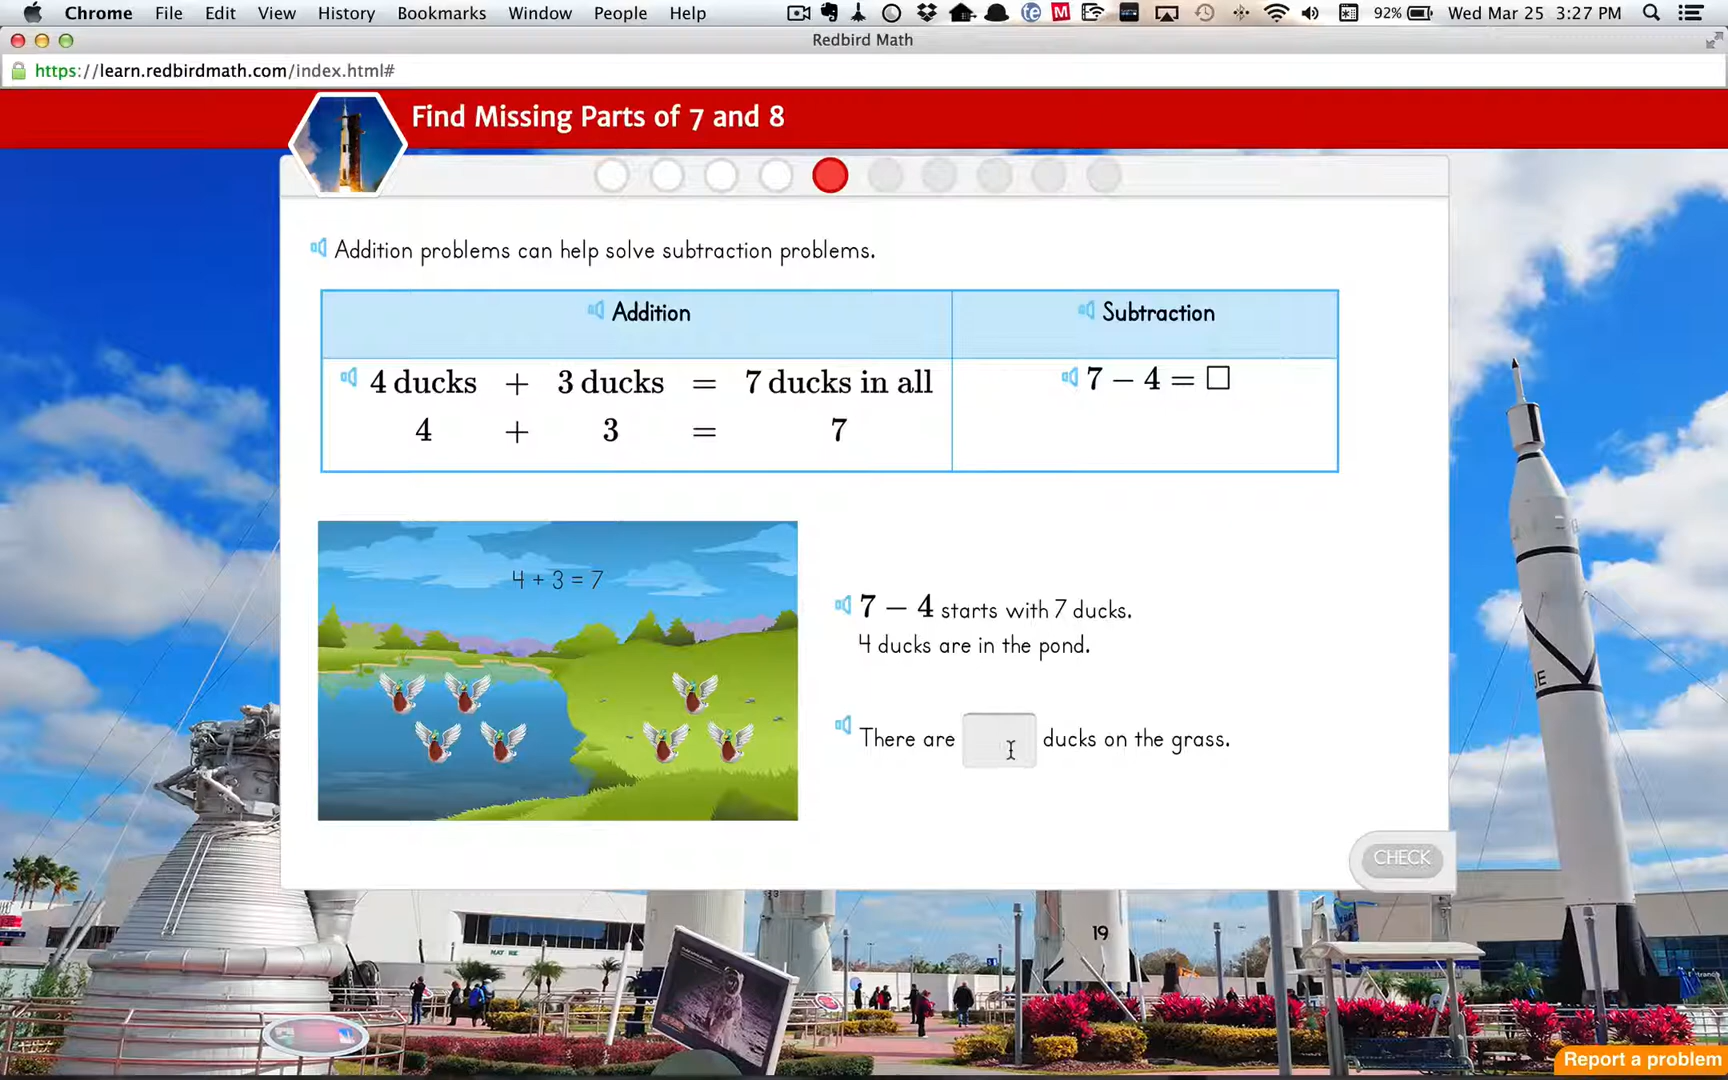 Chrome File Edit View History Bookmarks Window People Help 92% Wed Mar 25 3:27 PM
Redbird Math
https://learn.redbirdmath.com/index.html#
Find Missing Parts of 7 and 8
Addition problems can help solve subtraction problems.
Addition Subtraction
4 ducks + 3 ducks = 7 ducks in all 7 − 4 = □
4 + 3 = 7
4 + 3 = 7
7 − 4 starts with 7 ducks.
4 ducks are in the pond.
There are ducks on the grass.
CHECK
19
Report a problem